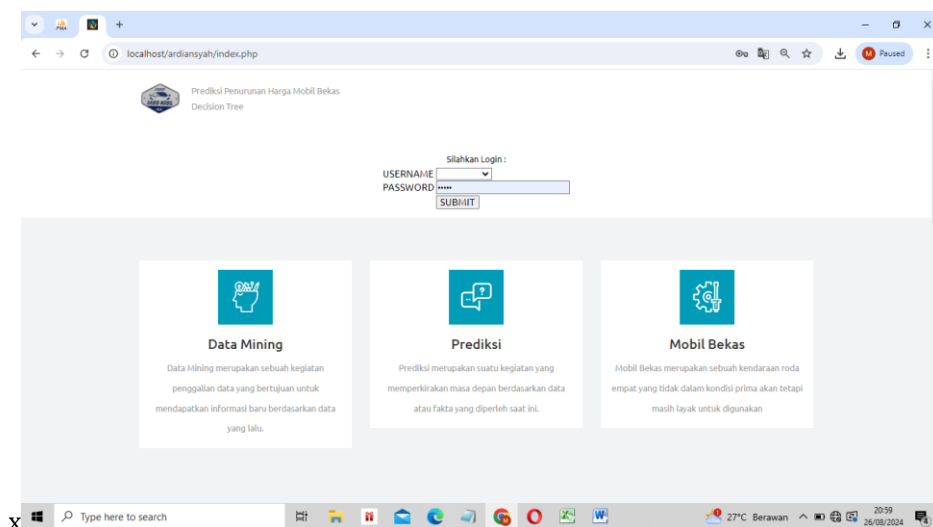 localhost/ardiansyah/index.php
Paused
Prediksi Penurunan Harga Mobil Bekas
Decision Tree
Silahkan Login :
USERNAME
PASSWORD
SUBMIT
Data Mining
Data Mining merupakan sebuah kegiatan
penggalian data yang bertujuan untuk
mendapatkan informasi baru berdasarkan data
yang lalu.
Prediksi
Prediksi merupakan suatu kegiatan yang
memperkirakan masa depan berdasarkan data
atau fakta yang diperleh saat ini.
Mobil Bekas
Mobil Bekas merupakan sebuah kendaraan roda
empat yang tidak dalam kondisi prima akan tetapi
masih layak untuk digunakan
x
Type here to search
27°C Berawan
20:59
26/08/2024